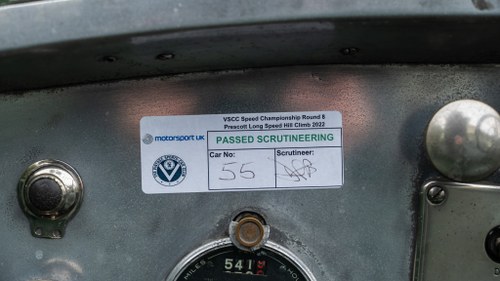 VSCC Speed Championship Round 8
Prescott Long Speed Hill Climb 2022
motorsport UK
PASSED SCRUTINEERING
Car No:
Scrutineer:
55
541
MILES
HOUR